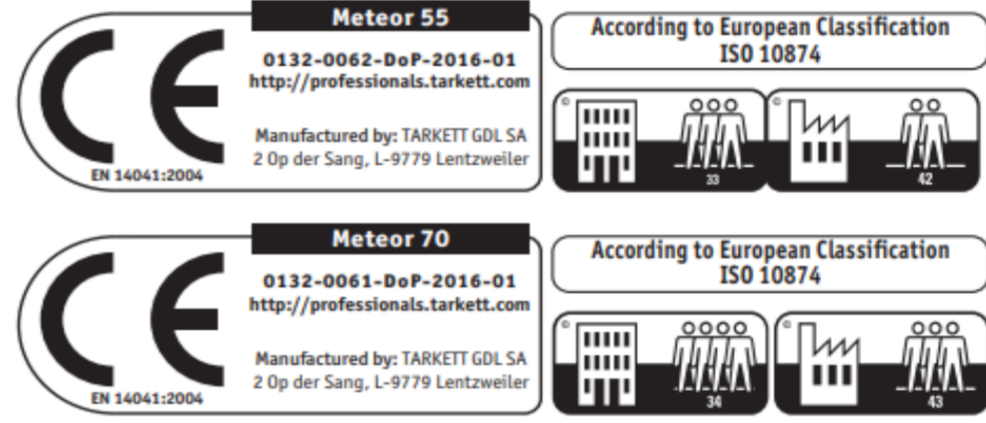 CE
EN 14041:2004
Meteor 55
0132-0062-DoP-2016-01
http://professionals.tarkett.com
Manufactured by: TARKETT GDL SA
2 Op der Sang, L-9779 Lentzweiler
According to European Classification
ISO 10874
©
33
©
42
CE
EN 14041:2004
Meteor 70
0132-0061-DoP-2016-01
http://professionals.tarkett.com
Manufactured by: TARKETT GDL SA
2 Op der Sang, L-9779 Lentzweiler
According to European Classification
ISO 10874
©
34
©
43